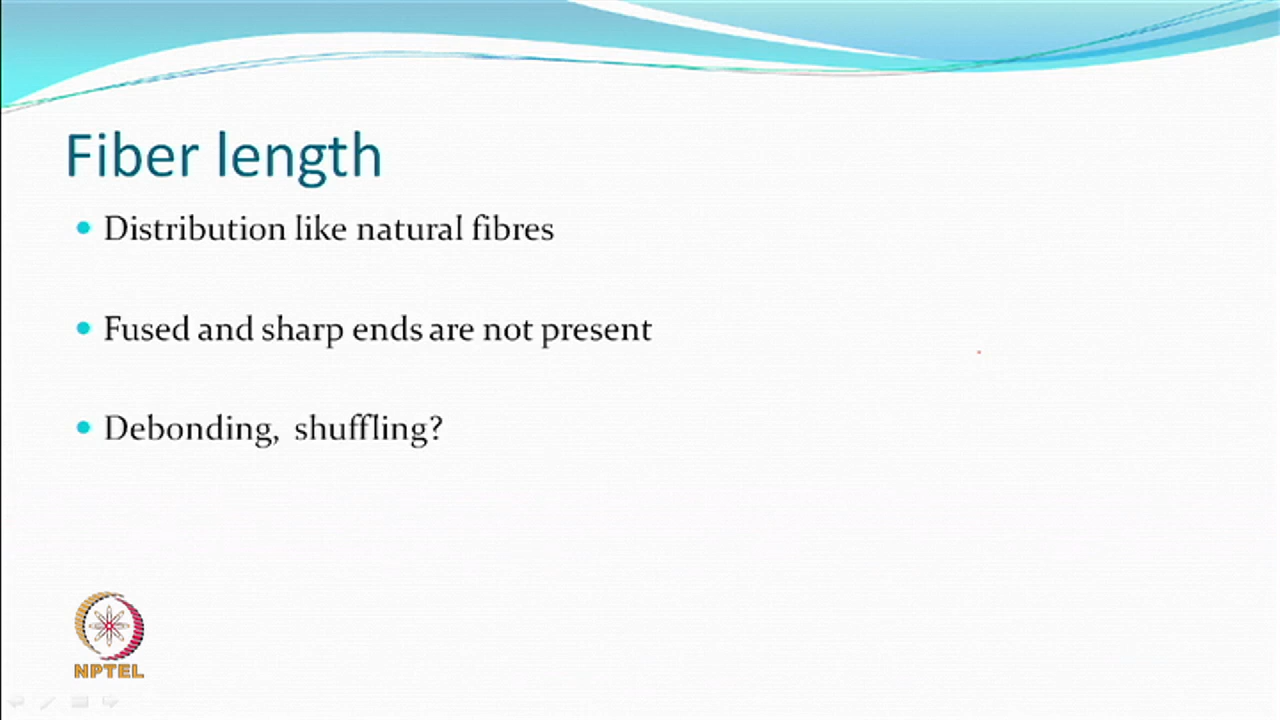 Fiber length
Distribution like natural fibres
Fused and sharp ends are not present
Debonding, shuffling?
NPTEL